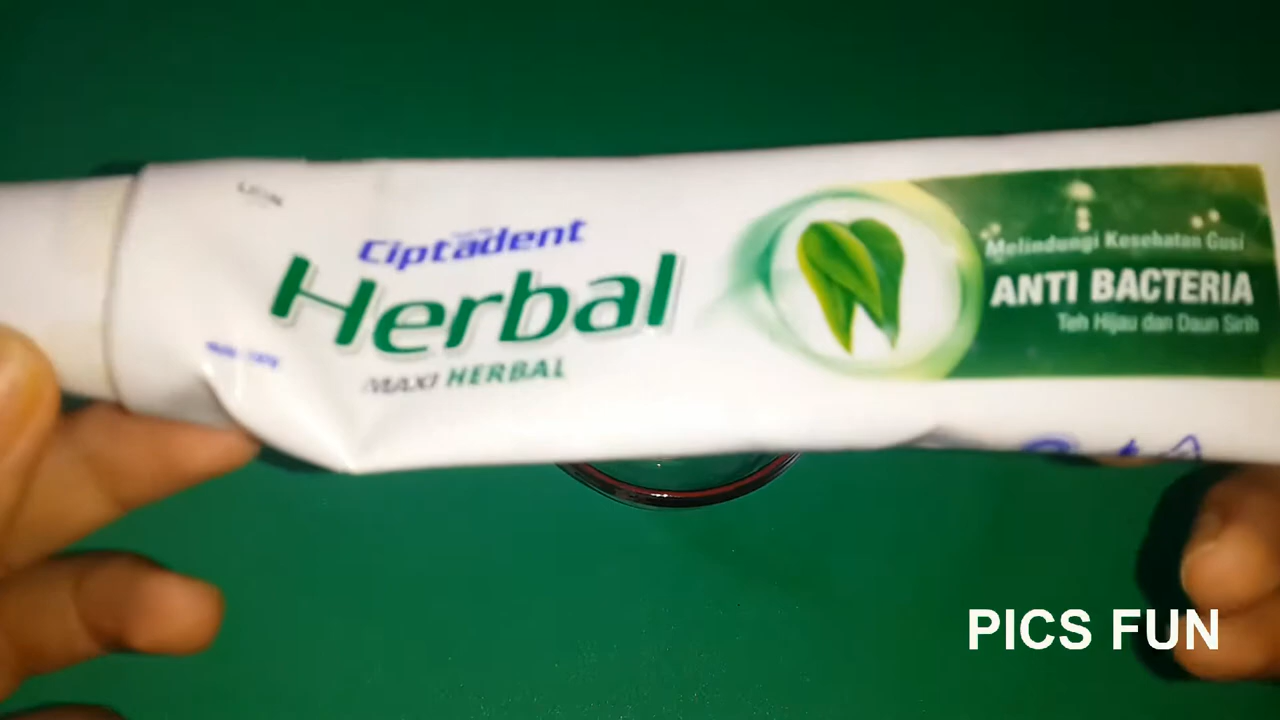 Ciptadent
Herbal
MAXI HERBAL
Melindungi Kesehatan Gusi
ANTI BACTERIA
Teh Hijau dan Daun Sirih
PICS FUN